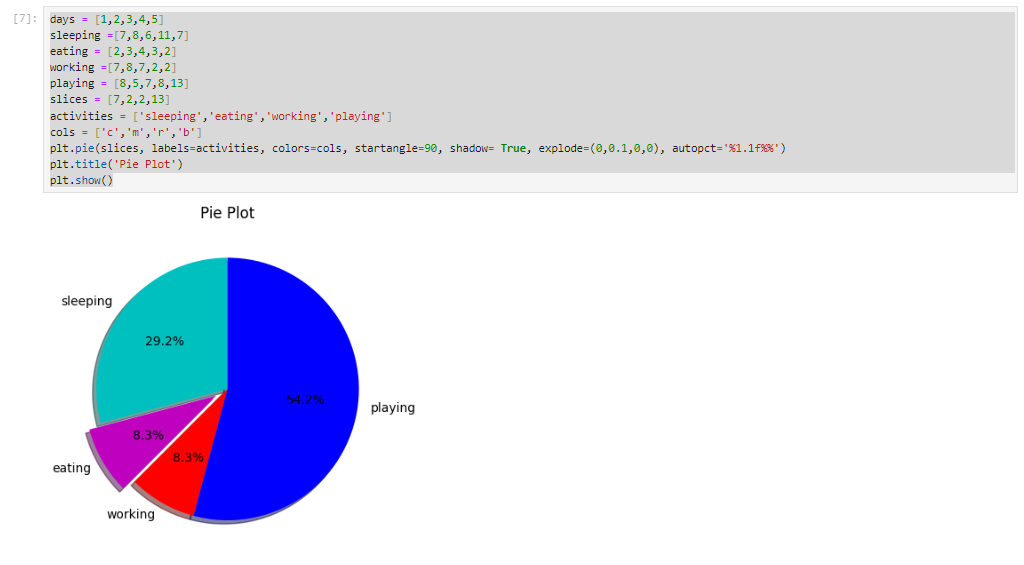 [7]:
days = [1,2,3,4,5]
sleeping =[7,8,6,11,7]
eating = [2,3,4,3,2]
working =[7,8,7,2,2]
playing = [8,5,7,8,13]
slices = [7,2,2,13]
activities = ['sleeping','eating','working','playing']
cols = ['c','m','r','b']
plt.pie(slices, labels=activities, colors=cols, startangle=90, shadow= True, explode=(0,0.1,0,0), autopct='%1.1f%%')
plt.title('Pie Plot')
plt.show()
Pie Plot
sleeping
29.2%
54.2%
playing
8.3%
eating
8.3%
working